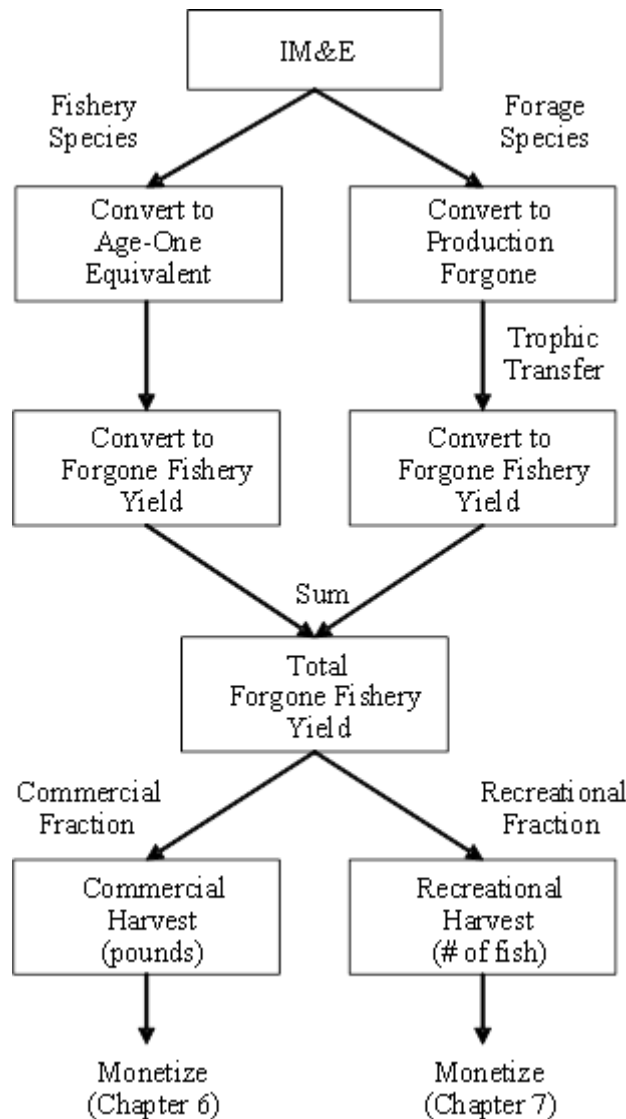 IM&E
Fishery
Species
Forage
Species
Convert to
Age-One
Equivalent
Convert to
Production
Forgone
Trophic
Transfer
Convert to
Forgone Fishery
Yield
Convert to
Forgone Fishery
Yield
Sum
Total
Forgone Fishery
Yield
Commercial
Fraction
Recreational
Fraction
Commercial
Harvest
(pounds)
Recreational
Harvest
(# of fish)
Monetize
(Chapter 6)
Monetize
(Chapter 7)